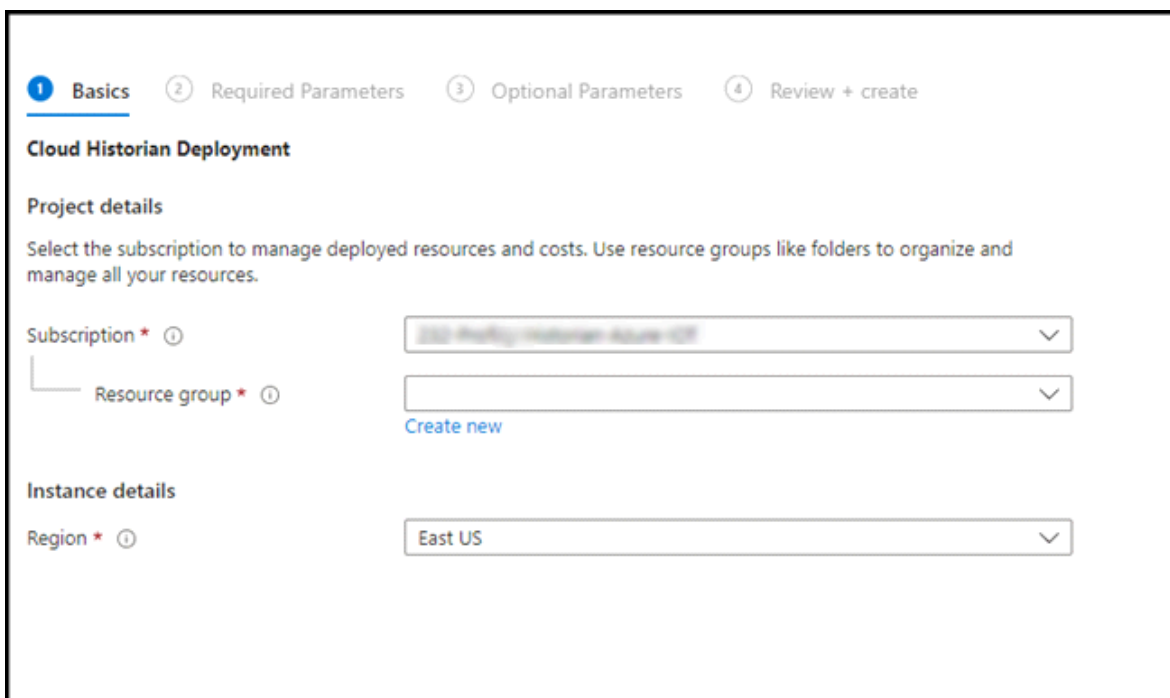 1 Basics 2 Required Parameters 3 Optional Parameters 4 Review + create
Cloud Historian Deployment
Project details
Select the subscription to manage deployed resources and costs. Use resource groups like folders to organize and
manage all your resources.
Subscription *
Resource group *
Create new
Instance details
Region * East US